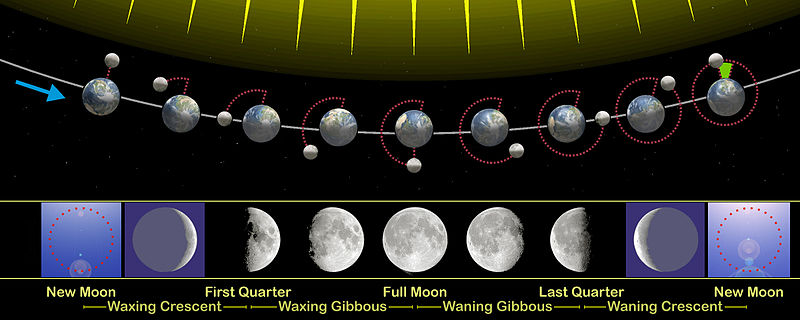 New Moon First Quarter Full Moon Last Quarter New Moon
Waxing Crescent Waxing Gibbous Waning Gibbous Waning Crescent